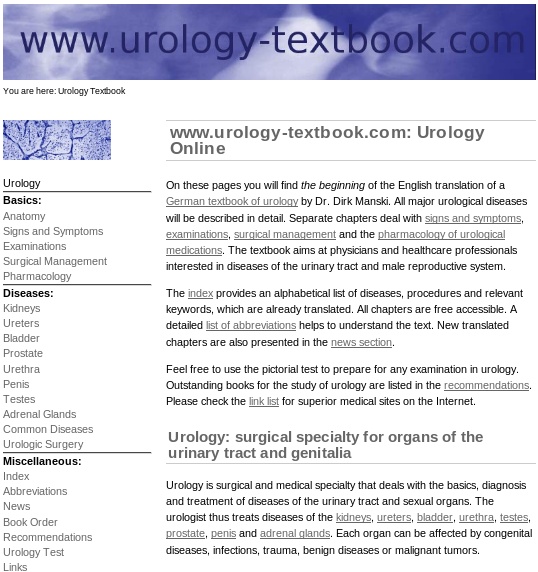 www.urology-textbook.com
You are here: Urology Textbook
Urology
Basics:
Anatomy
Signs and Symptoms
Examinations
Surgical Management
Pharmacology
Diseases:
Kidneys
Ureters
Bladder
Prostate
Urethra
Penis
Testes
Adrenal Glands
Common Diseases
Urologic Surgery
Miscellaneous:
Index
Abbreviations
News
Book Order
Recommendations
Urology Test
Links
www.urology-textbook.com: Urology
Online
On these pages you will find the beginning of the English translation of a
German textbook of urology by Dr. Dirk Manski. All major urological diseases
will be described in detail. Separate chapters deal with signs and symptoms,
examinations, surgical management and the pharmacology of urological
medications. The textbook aims at physicians and healthcare professionals
interested in diseases of the urinary tract and male reproductive system.
The index provides an alphabetical list of diseases, procedures and relevant
keywords, which are already translated. All chapters are free accessible. A
detailed list of abbreviations helps to understand the text. New translated
chapters are also presented in the news section.
Feel free to use the pictorial test to prepare for any examination in urology.
Outstanding books for the study of urology are listed in the recommendations.
Please check the link list for superior medical sites on the Internet.
Urology: surgical specialty for organs of the
urinary tract and genitalia
Urology is surgical and medical specialty that deals with the basics, diagnosis
and treatment of diseases of the urinary tract and sexual organs. The
urologist thus treats diseases of the kidneys, ureters, bladder, urethra, testes,
prostate, penis and adrenal glands. Each organ can be affected by congenital
diseases, infections, trauma, benign diseases or malignant tumors.